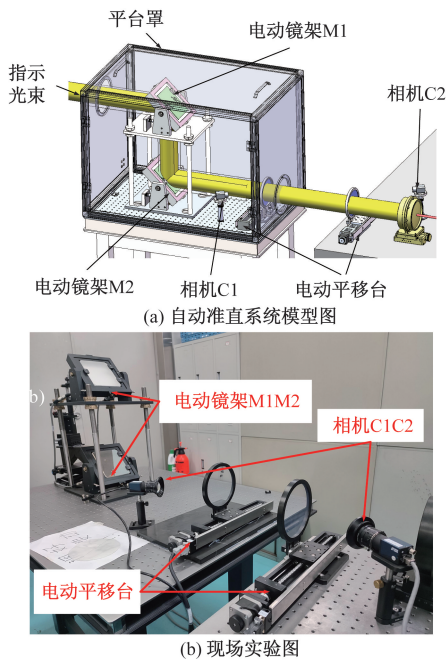 平台罩
电动镜架M1
指示
光束
相机C2
电动镜架M2
相机C1
电动平移台
(a) 自动准直系统模型图
b)
电动镜架M1M2
相机C1C2
电动平移台
(b) 现场实验图